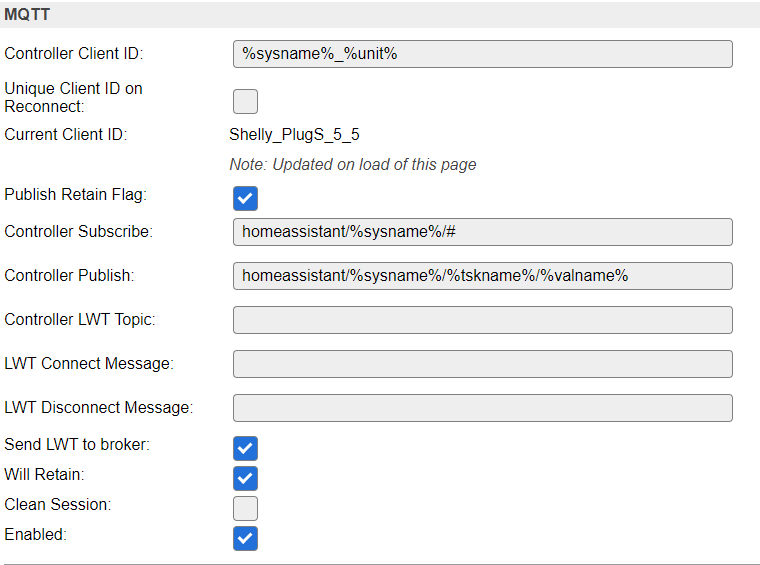 MQTT
Controller Client ID: %sysname%_%unit%
Unique Client ID on
Reconnect:
Current Client ID: Shelly_PlugS_5_5
Note: Updated on load of this page
Publish Retain Flag:
Controller Subscribe: homeassistant/%sysname%/#
Controller Publish: homeassistant/%sysname%/%tskname%/%valname%
Controller LWT Topic:
LWT Connect Message:
LWT Disconnect Message:
Send LWT to broker:
Will Retain:
Clean Session:
Enabled: